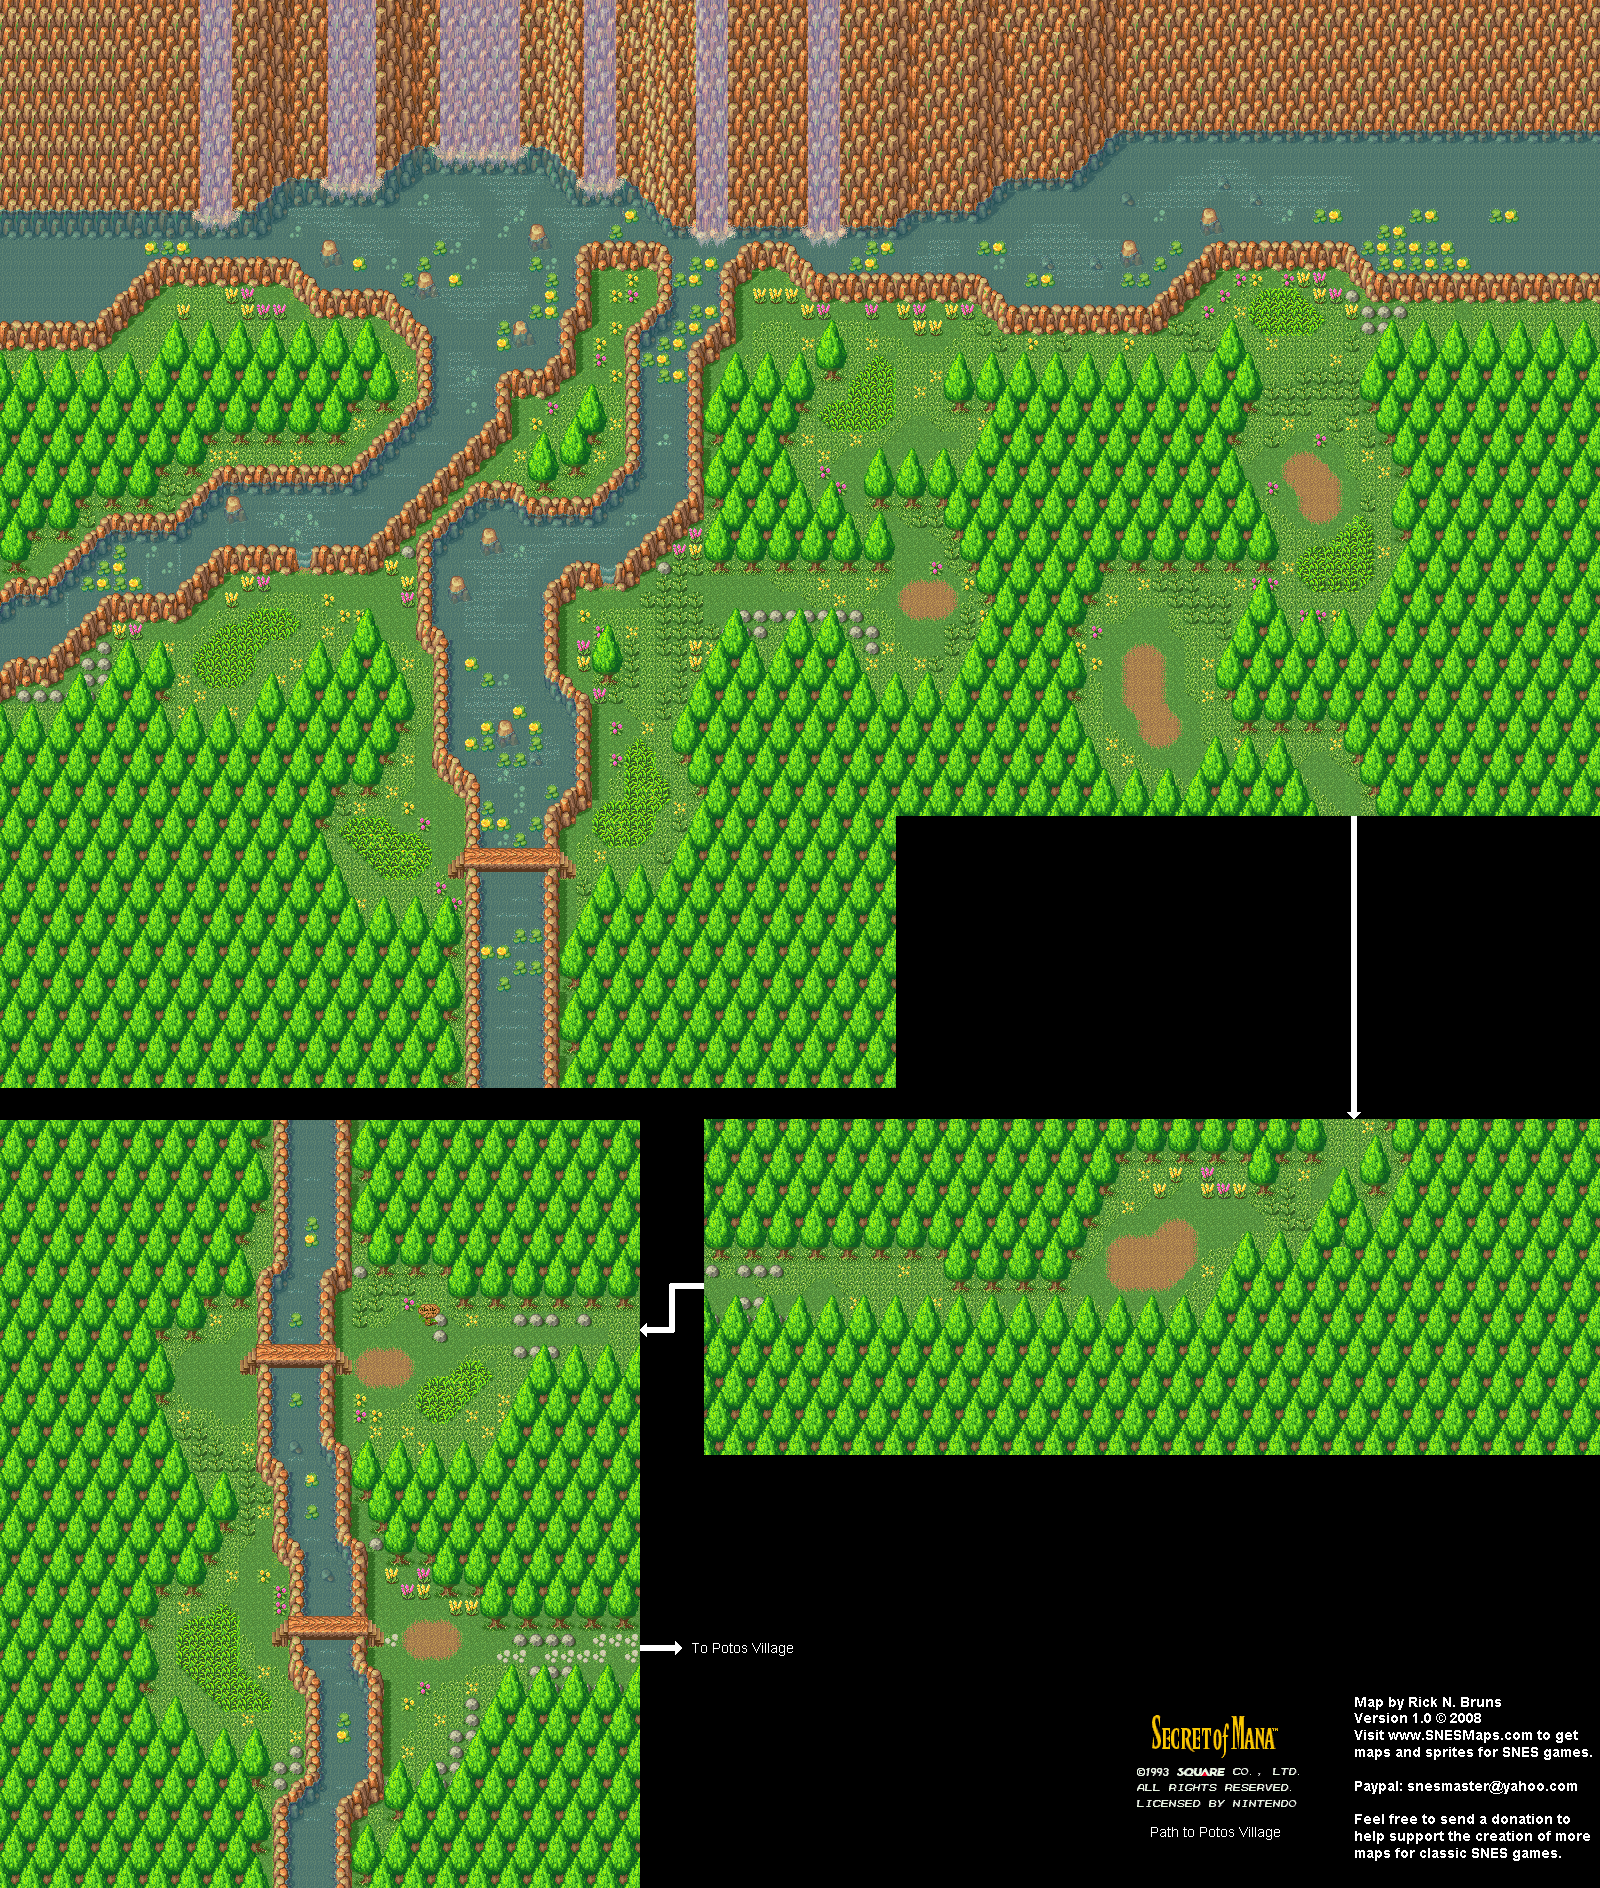 To Potos Village
SECRET OF MANA™
©1993 SQUARE CO., LTD.
ALL RIGHTS RESERVED.
LICENSED BY NINTENDO
Path to Potos Village
Map by Rick N. Bruns
Version 1.0 © 2008
Visit www.SNESMaps.com to get
maps and sprites for SNES games.
Paypal: snesmaster@yahoo.com
Feel free to send a donation to
help support the creation of more
maps for classic SNES games.